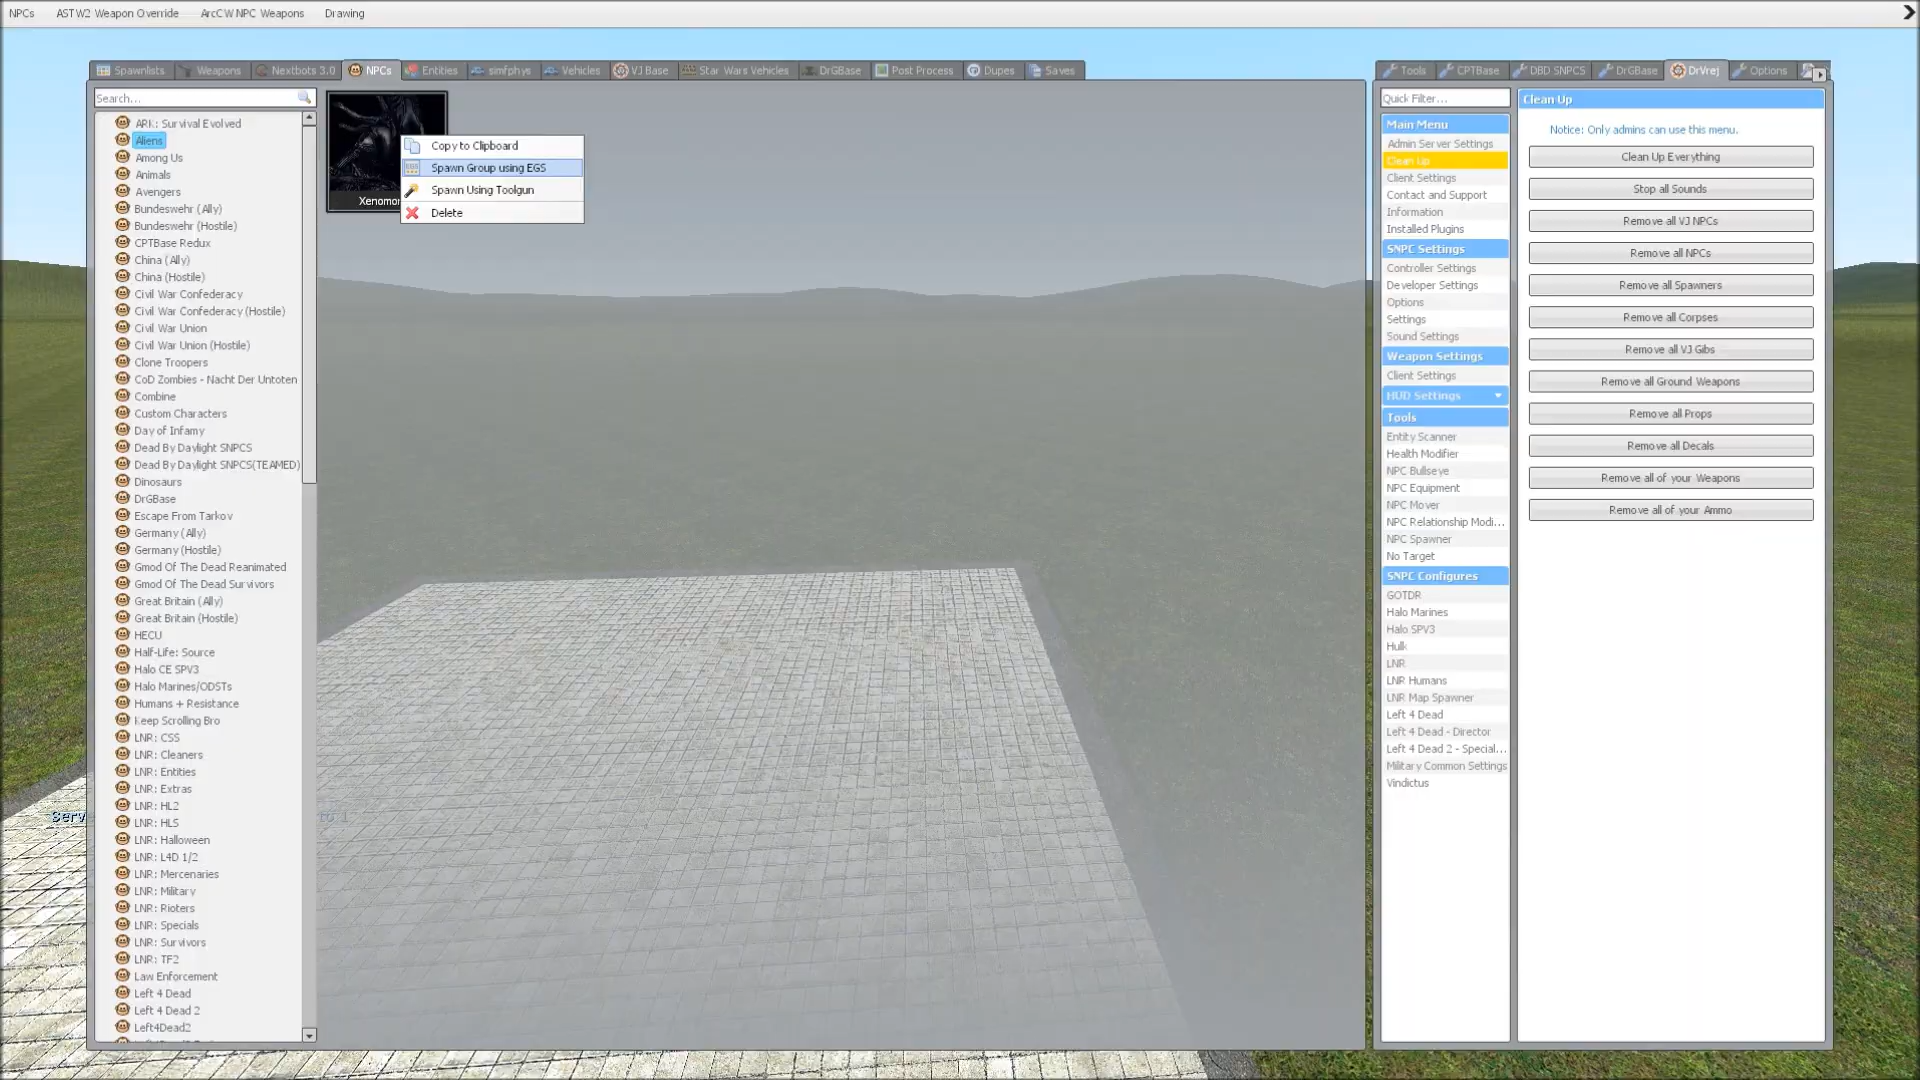 NPCs
ASTW2 Weapon Override
ArcCW NPC Weapons
Drawing
Spawnlists
Weapons
Nextbots 3.0
NPCs
Entities
simfphys
Vehicles
VJ Base
Star Wars Vehicles
DrGBase
Post Process
Dupes
Saves
Search...
ARK: Survival Evolved
Aliens
Among Us
Animals
Avengers
Bundeswehr (Ally)
Bundeswehr (Hostile)
CPTBase Redux
China (Ally)
China (Hostile)
Civil War Confederacy
Civil War Confederacy (Hostile)
Civil War Union
Civil War Union (Hostile)
Clone Troopers
CoD Zombies - Nacht Der Untoten
Combine
Custom Characters
Day of Infamy
Dead By Daylight SNPCS
Dead By Daylight SNPCS(TEAMED)
Dinosaurs
DrGBase
Escape From Tarkov
Germany (Ally)
Germany (Hostile)
Gmod Of The Dead Reanimated
Gmod Of The Dead Survivors
Great Britain (Ally)
Great Britain (Hostile)
HECU
Half-Life: Source
Halo CE SPV3
Halo Marines/ODSTs
Humans + Resistance
Keep Scrolling Bro
LNR: CSS
LNR: Cleaners
LNR: Entities
LNR: Extras
LNR: HL2
LNR: HLS
LNR: Halloween
LNR: L4D 1/2
LNR: Mercenaries
LNR: Military
LNR: Rioters
LNR: Specials
LNR: Survivors
LNR: TF2
Law Enforcement
Left 4 Dead
Left 4 Dead 2
Left4Dead2
Xenomor
Copy to Clipboard
Spawn Group using EGS
Spawn Using Toolgun
Delete
Serv
to 1
Tools
CPTBase
DBD SNPCS
DrGBase
DrVrej
Options
Quick Filter...
Main Menu
Admin Server Settings
Clean Up
Client Settings
Contact and Support
Information
Installed Plugins
SNPC Settings
Controller Settings
Developer Settings
Options
Settings
Sound Settings
Weapon Settings
Client Settings
HUD Settings
Tools
Entity Scanner
Health Modifier
NPC Bullseye
NPC Equipment
NPC Mover
NPC Relationship Modi...
NPC Spawner
No Target
SNPC Configures
GOTDR
Halo Marines
Halo SPV3
Hulk
LNR
LNR Humans
LNR Map Spawner
Left 4 Dead
Left 4 Dead - Director
Left 4 Dead 2 - Special...
Military Common Settings
Vindictus
Clean Up
Notice: Only admins can use this menu.
Clean Up Everything
Stop all Sounds
Remove all VJ NPCs
Remove all NPCs
Remove all Spawners
Remove all Corpses
Remove all VJ Gibs
Remove all Ground Weapons
Remove all Props
Remove all Decals
Remove all of your Weapons
Remove all of your Ammo